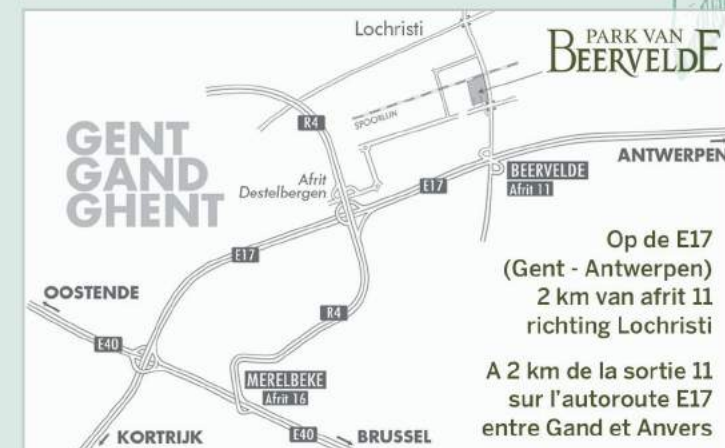 Lochristi
PARK VAN
BEERVELDE
R4
SPOORLIJN
GENT
GAND
GHENT
ANTWERPEN
BEERVELDE
Afrit 11
Afrit
Destelbergen
E17
E17
Op de E17
(Gent - Antwerpen)
2 km van afrit 11
richting Lochristi
OOSTENDE
R4
E40
A 2 km de la sortie 11
sur l'autoroute E17
entre Gand et Anvers
MERELBEKE
Afrit 16
KORTRIJK
E40
BRUSSEL